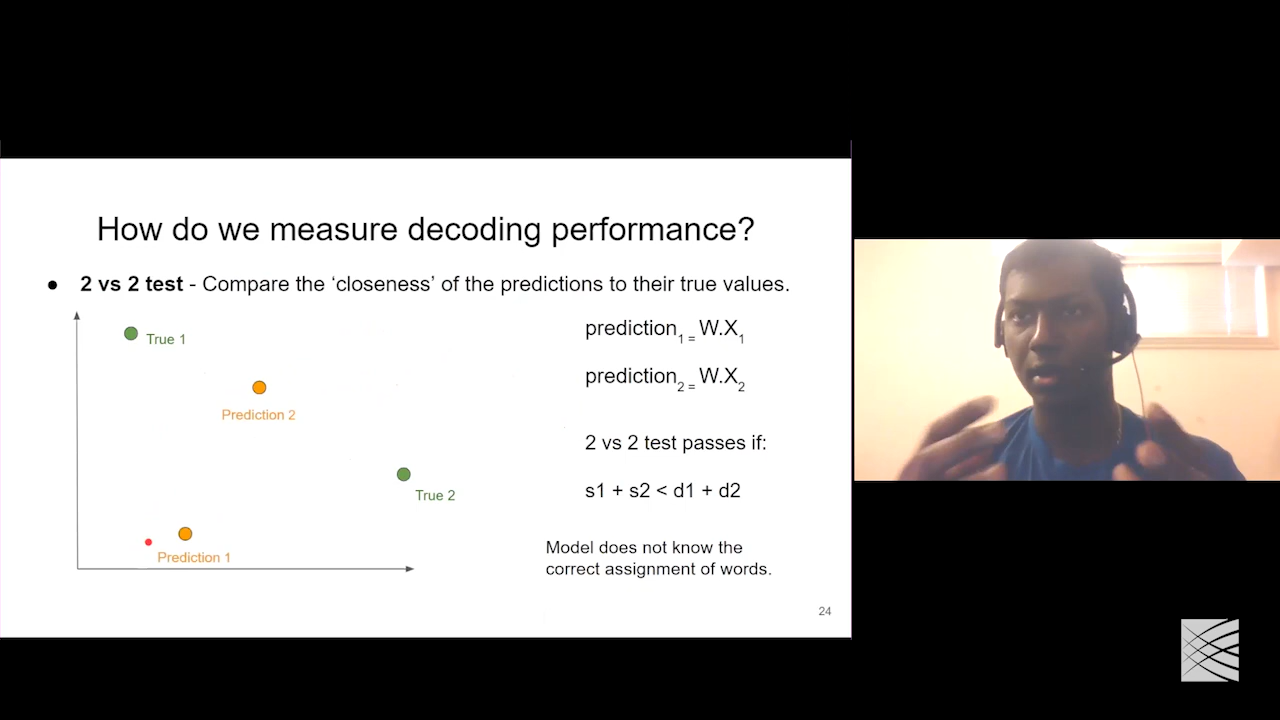 How do we measure decoding performance?
● 2 vs 2 test - Compare the ‘closeness’ of the predictions to their true values.
True 1
Prediction 2
True 2
Prediction 1
prediction1 = W.X1
prediction2 = W.X2
2 vs 2 test passes if:
s1 + s2 < d1 + d2
Model does not know the
correct assignment of words.
24